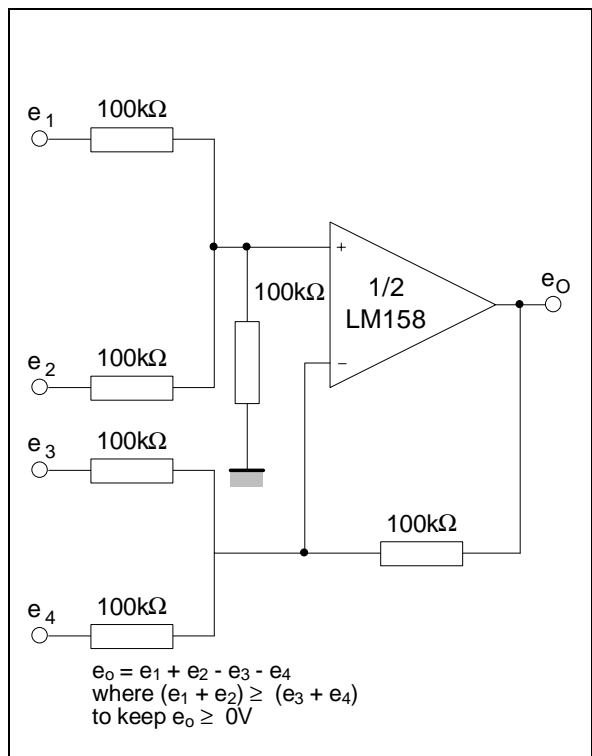 e1
100kΩ
+
100kΩ
1/2
LM158
eO
e2
100kΩ
−
e3
100kΩ
100kΩ
e4
100kΩ
eo = e1 + e2 - e3 - e4
where (e1 + e2) ≥ (e3 + e4)
to keep eo ≥ 0V